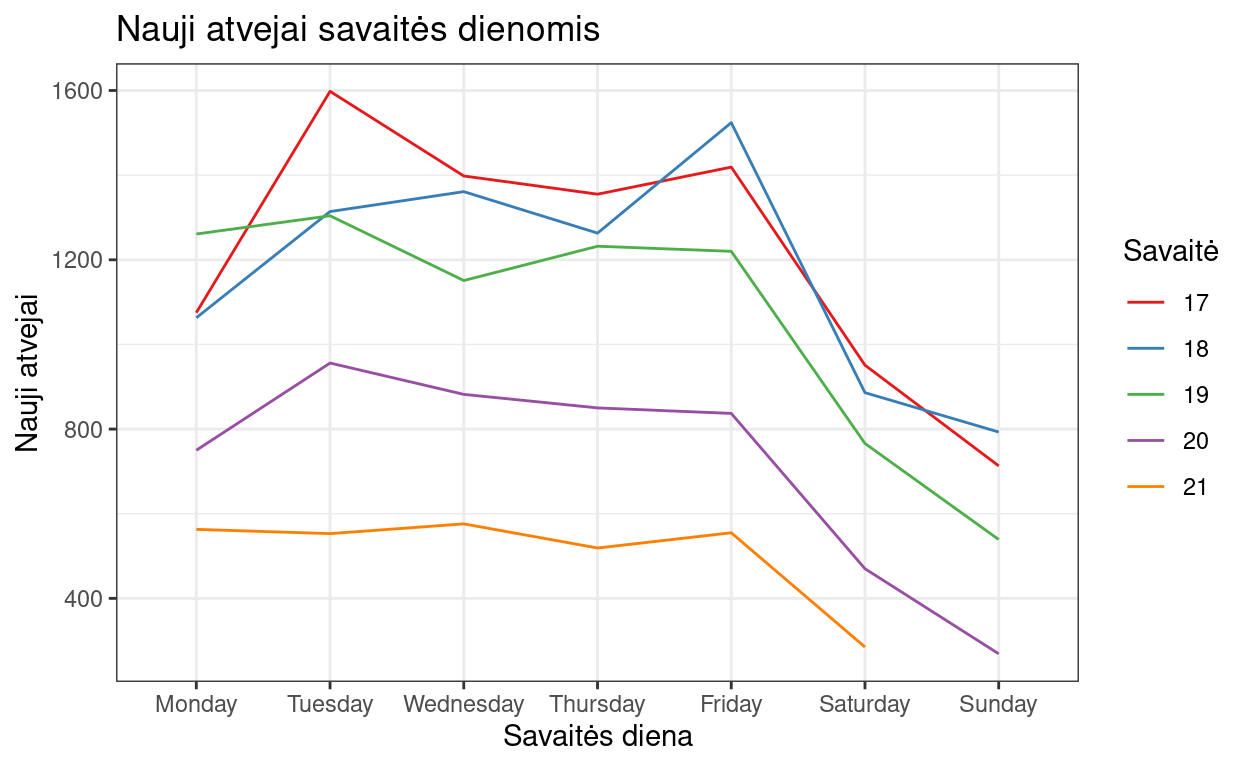 Nauji atvejai savaitės dienomis
Nauji atvejai
1600
1200
800
400
Monday Tuesday Wednesday Thursday Friday Saturday Sunday
Savaitės diena
Savaitė
17
18
19
20
21